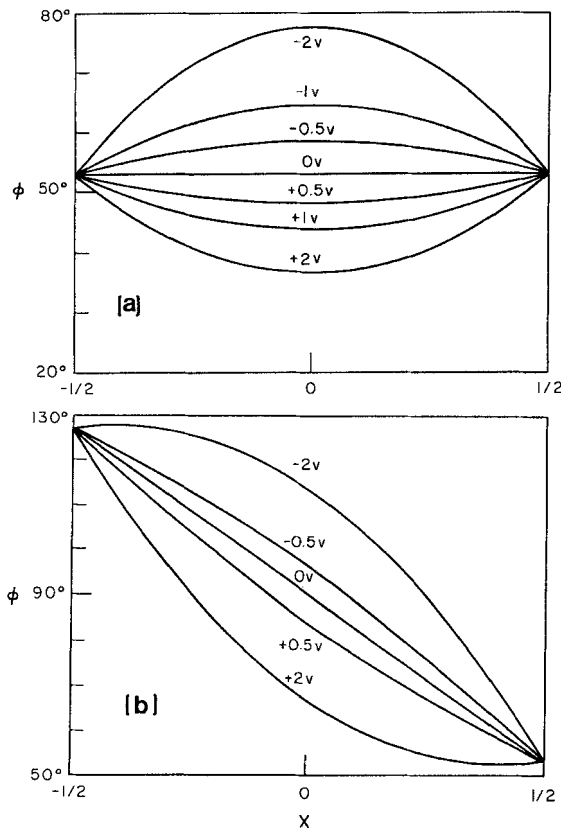 80°
-2v
-1v
-0.5v
0v
φ 50°
+0.5v
+1v
+2v
[a]
20°
-1/2 0 1/2
130°
-2v
-0.5v
0v
φ 90°
+0.5v
+2v
[b]
50°
-1/2 0 1/2
X